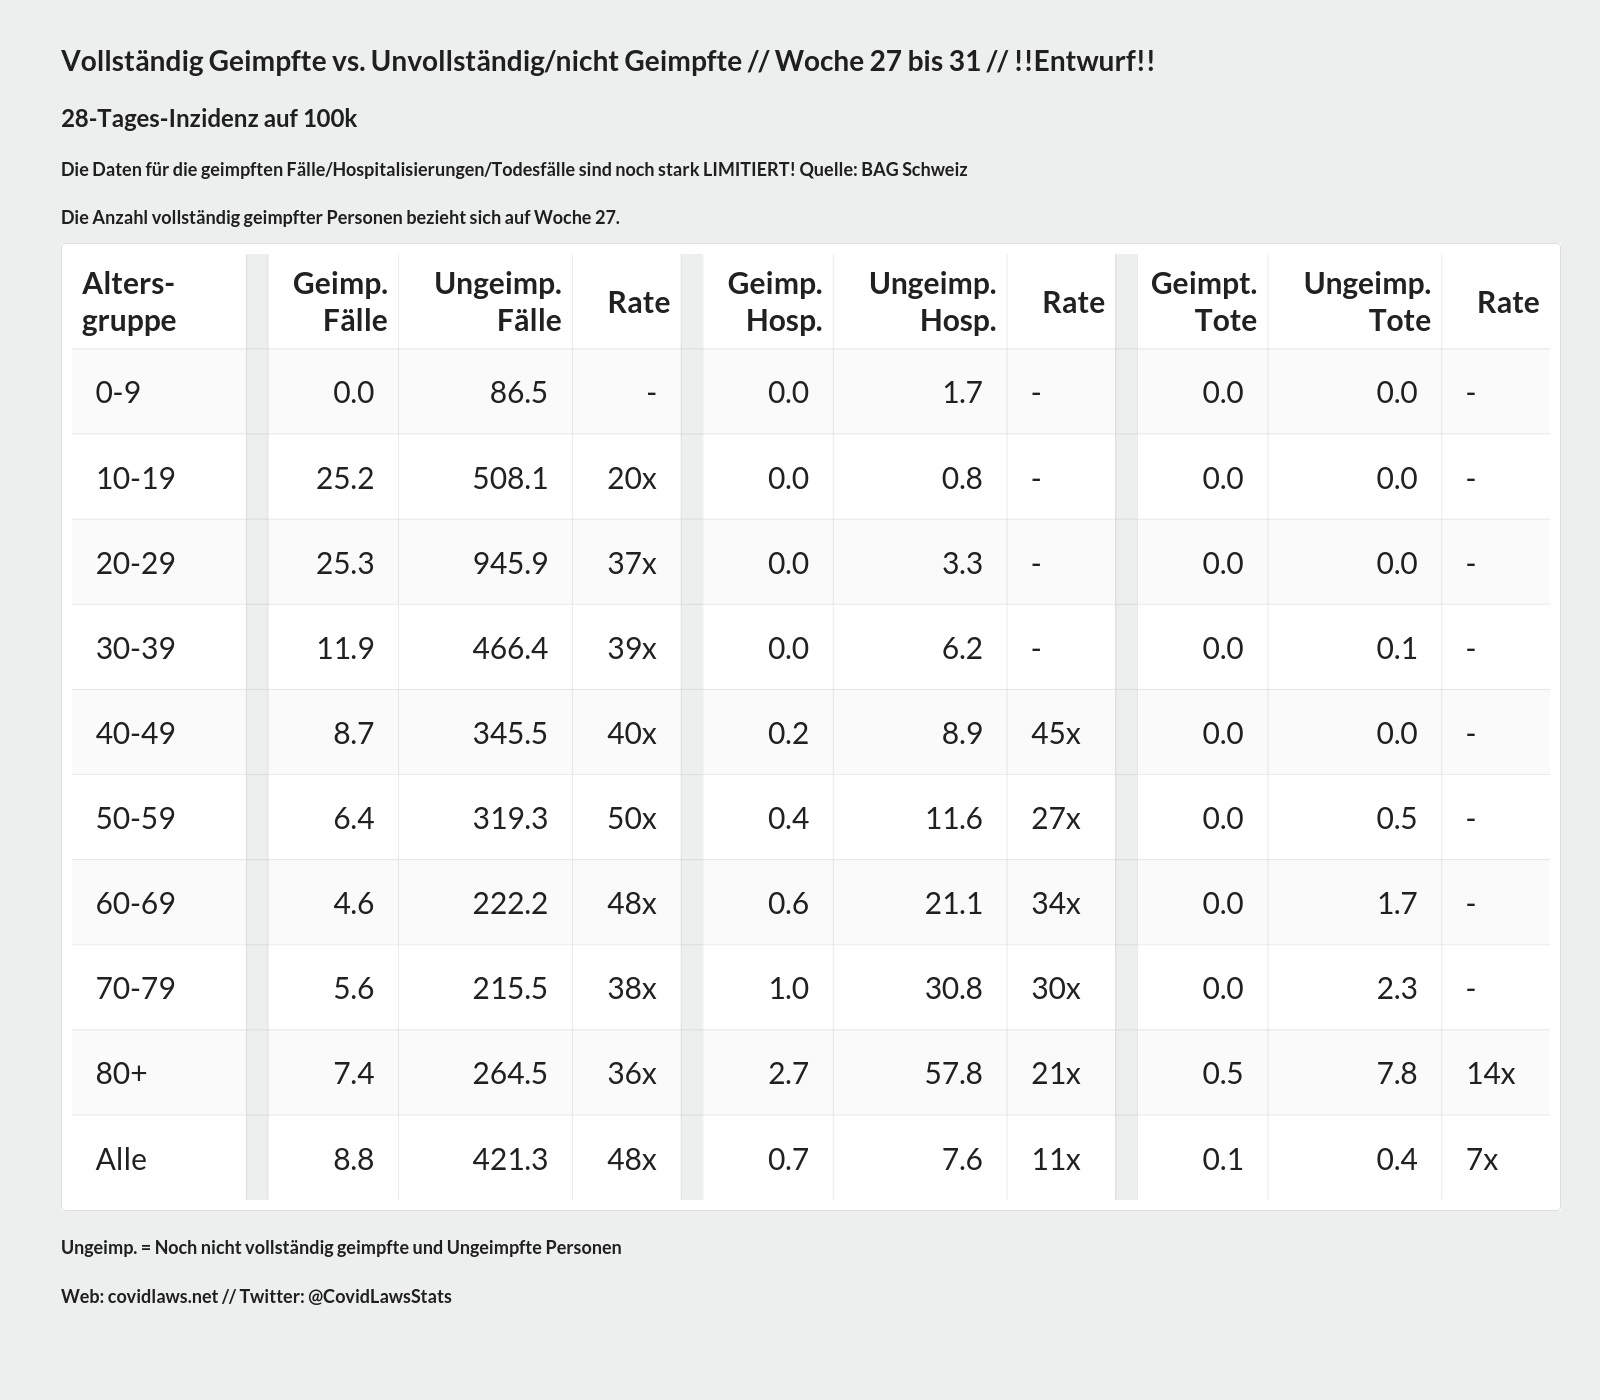 Vollständig Geimpfte vs. Unvollständig/nicht Geimpfte // Woche 27 bis 31 // !!Entwurf!!
28-Tages-Inzidenz auf 100k
Die Daten für die geimpften Fälle/Hospitalisierungen/Todesfälle sind noch stark LIMITIERT! Quelle: BAG Schweiz
Die Anzahl vollständig geimpfter Personen bezieht sich auf Woche 27.
Alters- Geimp. Ungeimp. Rate Geimp. Ungeimp. Rate Geimpt. Ungeimp. Rate
gruppe Fälle Fälle Hosp. Hosp. Tote Tote
0-9 0.0 86.5 - 0.0 1.7 - 0.0 0.0 -
10-19 25.2 508.1 20x 0.0 0.8 - 0.0 0.0 -
20-29 25.3 945.9 37x 0.0 3.3 - 0.0 0.0 -
30-39 11.9 466.4 39x 0.0 6.2 - 0.0 0.1 -
40-49 8.7 345.5 40x 0.2 8.9 45x 0.0 0.0 -
50-59 6.4 319.3 50x 0.4 11.6 27x 0.0 0.5 -
60-69 4.6 222.2 48x 0.6 21.1 34x 0.0 1.7 -
70-79 5.6 215.5 38x 1.0 30.8 30x 0.0 2.3 -
80+ 7.4 264.5 36x 2.7 57.8 21x 0.5 7.8 14x
Alle 8.8 421.3 48x 0.7 7.6 11x 0.1 0.4 7x
Ungeimp. = Noch nicht vollständig geimpfte und Ungeimpfte Personen
Web: covidlaws.net // Twitter: @CovidLawsStats